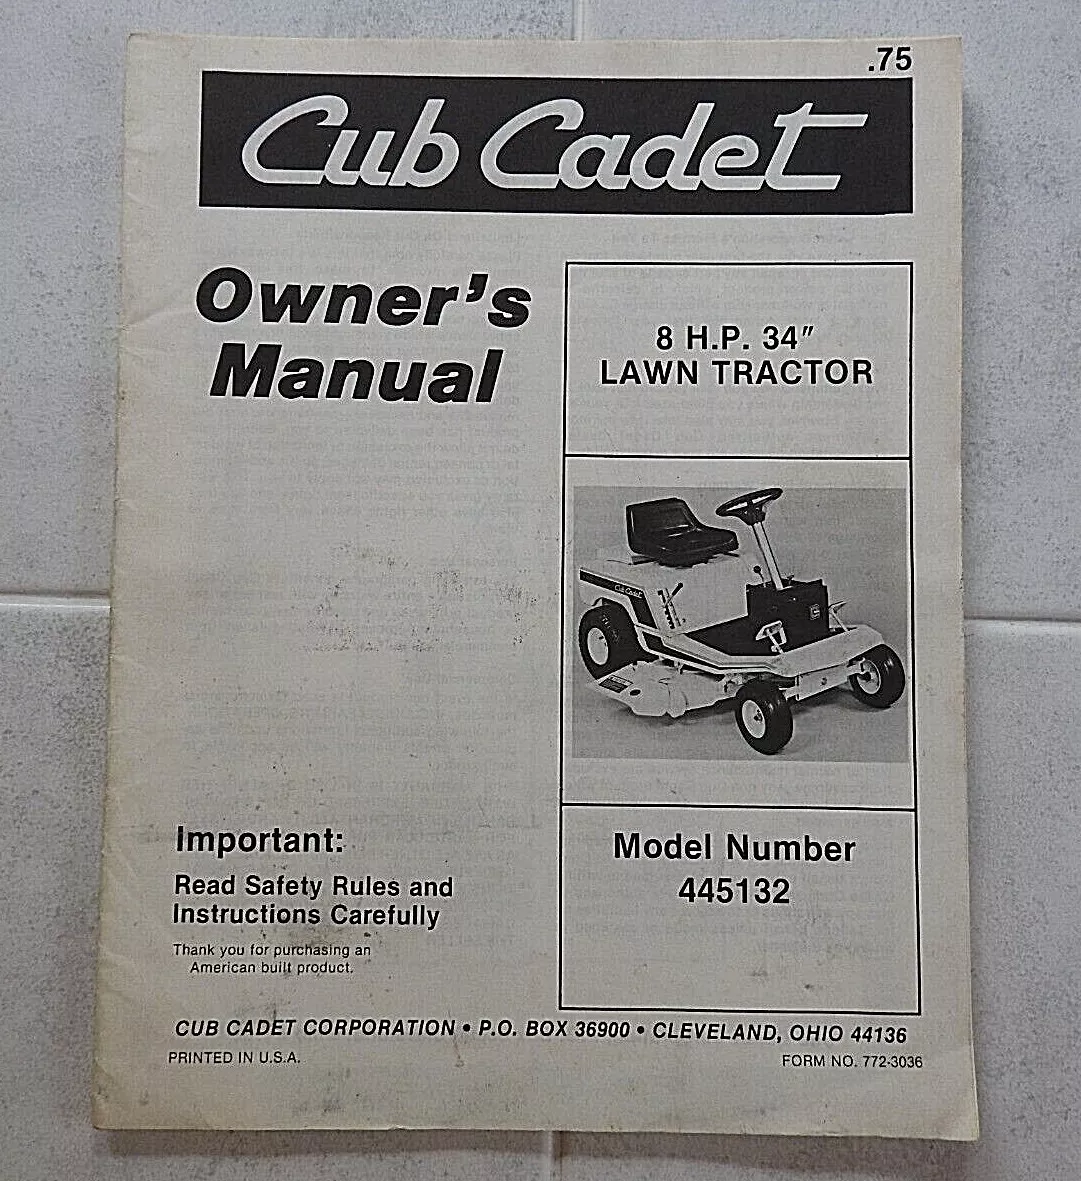 .75
Cub Cadet
Owner's
Manual
8 H.P. 34"
LAWN TRACTOR
Cub Cadet
Model Number
445132
Important:
Read Safety Rules and
Instructions Carefully
Thank you for purchasing an
American built product.
CUB CADET CORPORATION • P.O. BOX 36900 • CLEVELAND, OHIO 44136
PRINTED IN U.S.A.
FORM NO. 772-3036